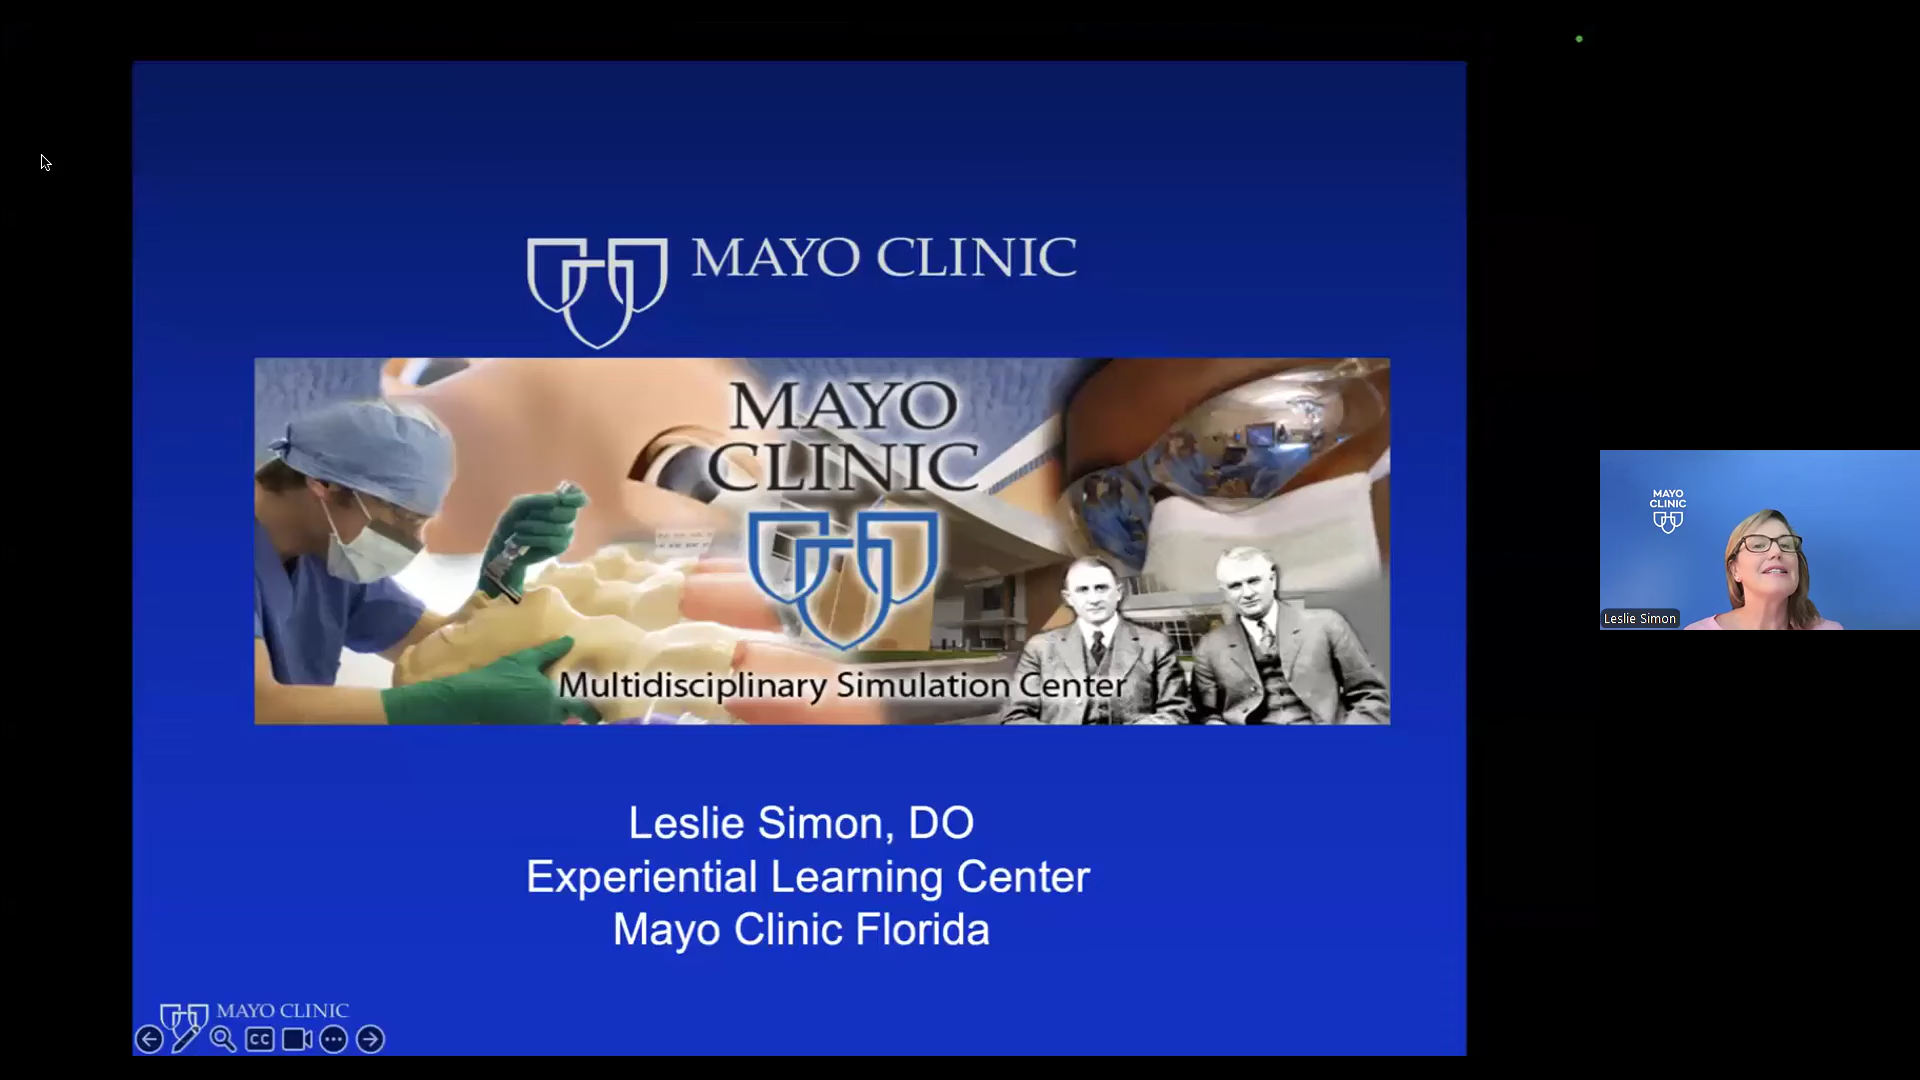 MAYO CLINIC
MAYO
CLINIC
Multidisciplinary Simulation Center
Leslie Simon, DO
Experiential Learning Center
Mayo Clinic Florida
MAYO CLINIC
CC
MAYO
CLINIC
Leslie Simon